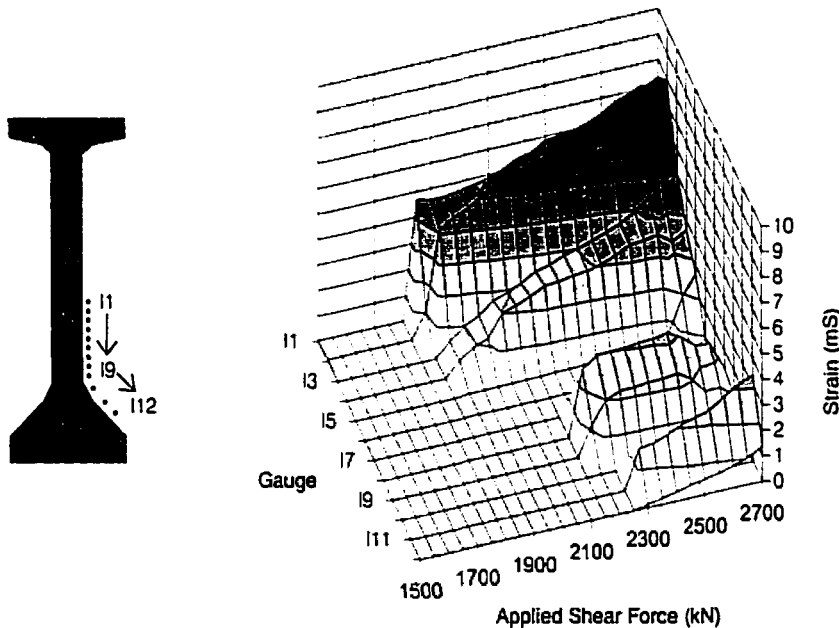 I1
I9
I12
I1
I3
I5
I7
I9
I11
Gauge
1500
1700
1900
2100
2300
2500
2700
Applied Shear Force (kN)
10
9
8
7
6
5
4
3
2
1
0
Strain (mS)